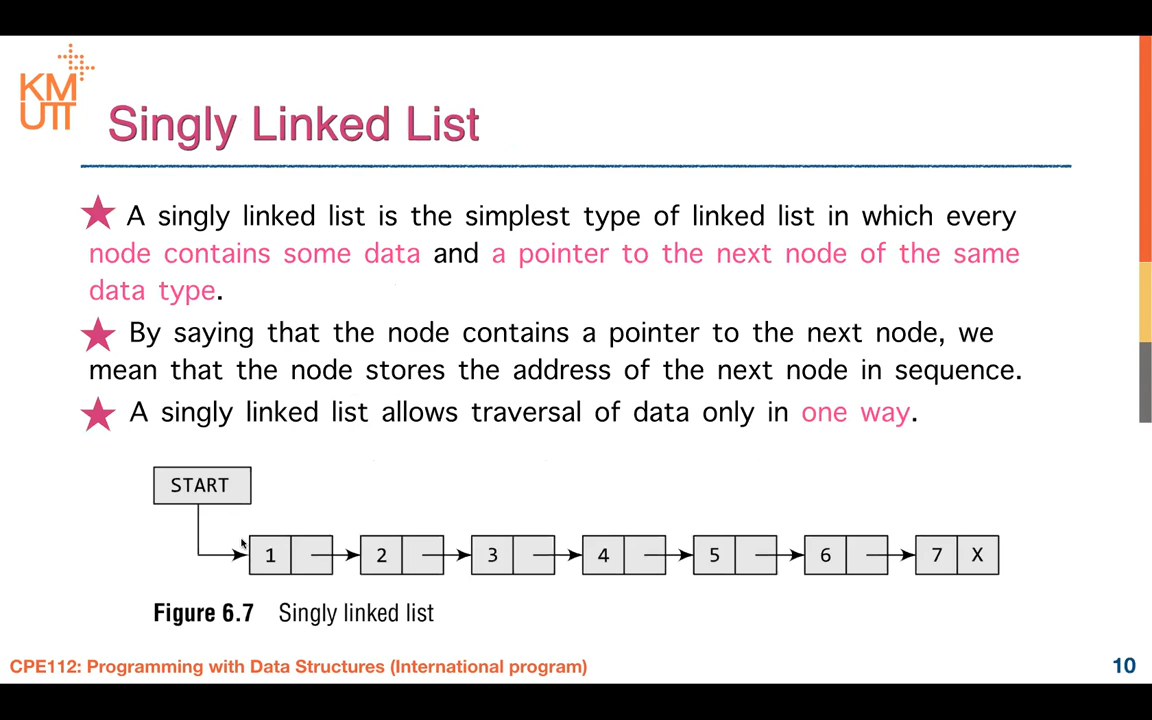 KM
UTT
Singly Linked List
A singly linked list is the simplest type of linked list in which every
node contains some data and a pointer to the next node of the same
data type.
By saying that the node contains a pointer to the next node, we
mean that the node stores the address of the next node in sequence.
A singly linked list allows traversal of data only in one way.
START
1 2 3 4 5 6 7 X
Figure 6.7 Singly linked list
CPE112: Programming with Data Structures (International program) 10